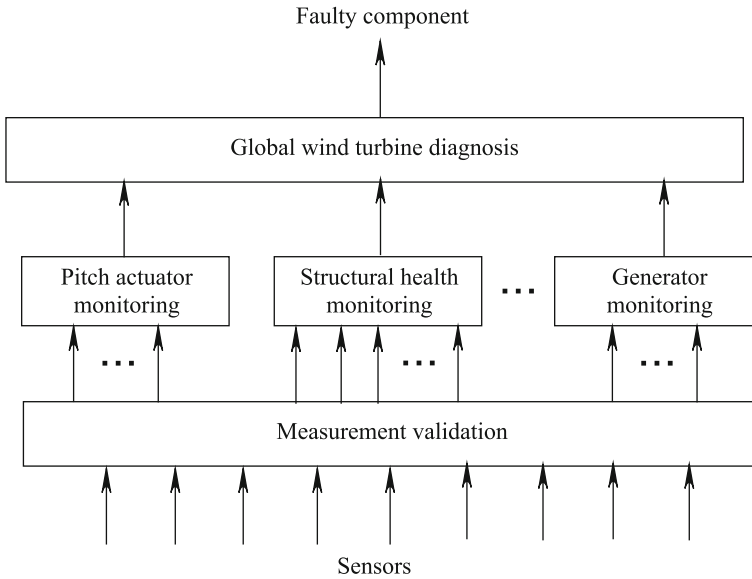 Faulty component
Global wind turbine diagnosis
Pitch actuator
monitoring
Structural health
monitoring
...
Generator
monitoring
...
...
...
Measurement validation
Sensors